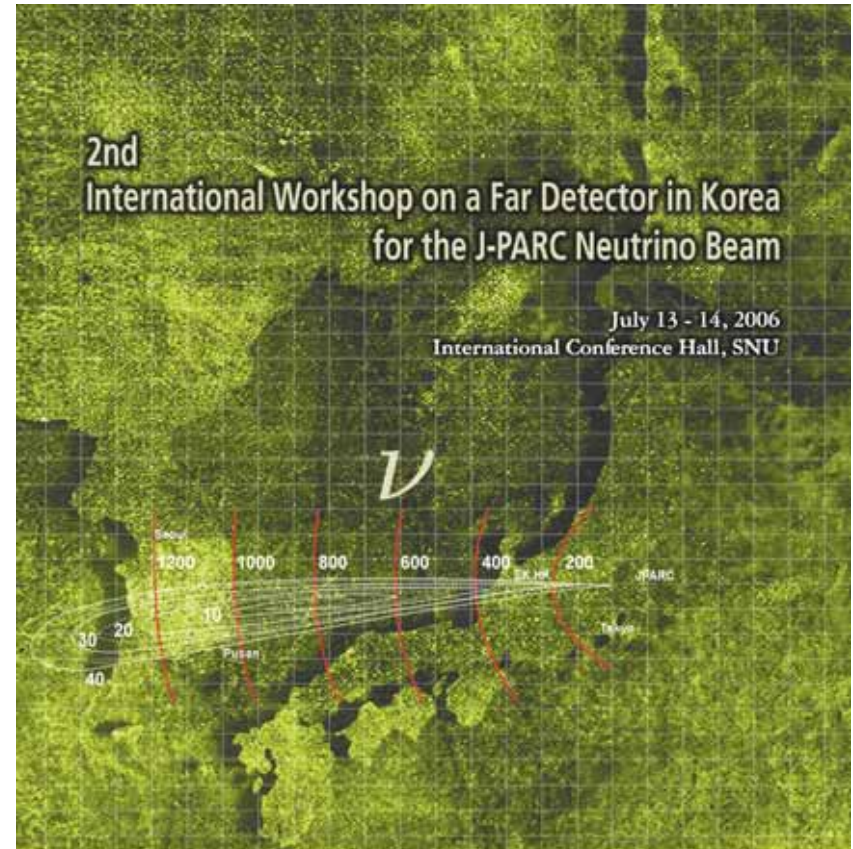 2nd
International Workshop on a Far Detector in Korea
for the J-PARC Neutrino Beam
July 13 - 14, 2006
International Conference Hall, SNU
ν
Seoul
1200 1000 800 600 400 200
SK HK JPARC
10
30 20
Tokyo
Pusan
40